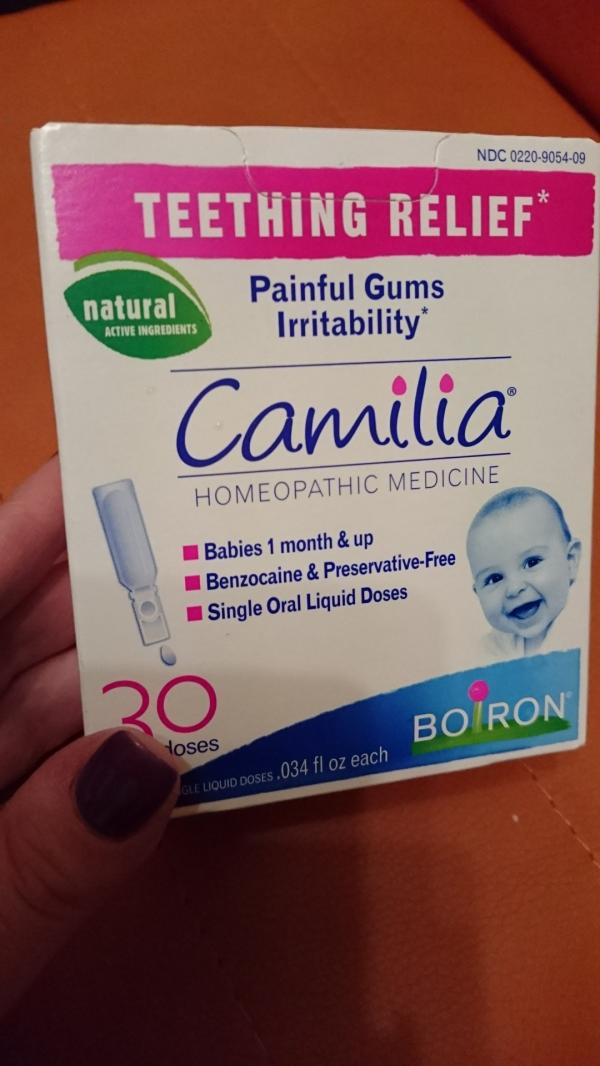 NDC 0220-9054-09
TEETHING RELIEF*
natural
ACTIVE INGREDIENTS
Painful Gums
Irritability*
Camilia®
HOMEOPATHIC MEDICINE
Babies 1 month & up
Benzocaine & Preservative-Free
Single Oral Liquid Doses
30
doses
GLE LIQUID DOSES .034 fl oz each
BOIRON®